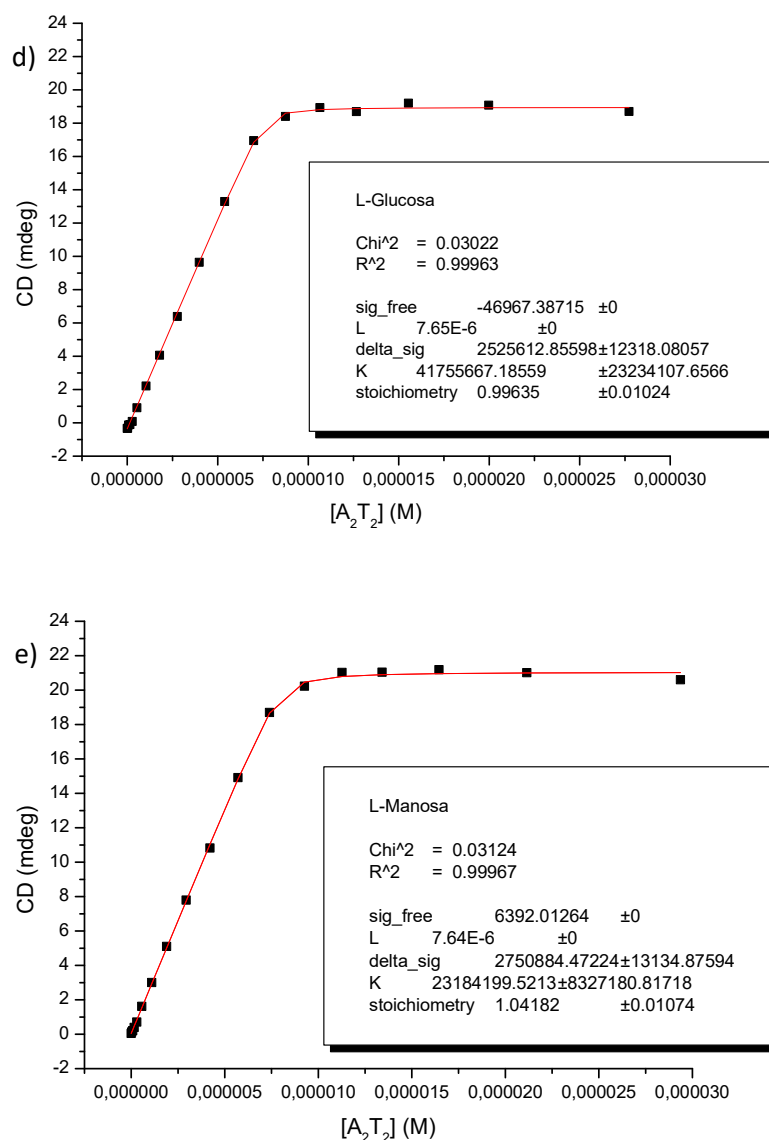 d)
24
22
20
18
16
14
12
10
8
6
4
2
0
-2
CD (mdeg)
L-Glucosa
Chi^2 = 0.03022
R^2 = 0.99963
sig_free -46967.38715 ±0
L 7.65E-6 ±0
delta_sig 2525612.85598±12318.08057
K 41755667.18559 ±23234107.6566
stoichiometry 0.99635 ±0.01024
0,000000 0,000005 0,000010 0,000015 0,000020 0,000025 0,000030
[A₂T₂] (M)
e)
24
22
20
18
16
14
12
10
8
6
4
2
0
-2
CD (mdeg)
L-Manosa
Chi^2 = 0.03124
R^2 = 0.99967
sig_free 6392.01264 ±0
L 7.64E-6 ±0
delta_sig 2750884.47224±13134.87594
K 23184199.5213±8327180.81718
stoichiometry 1.04182 ±0.01074
0,000000 0,000005 0,000010 0,000015 0,000020 0,000025 0,000030
[A₂T₂] (M)